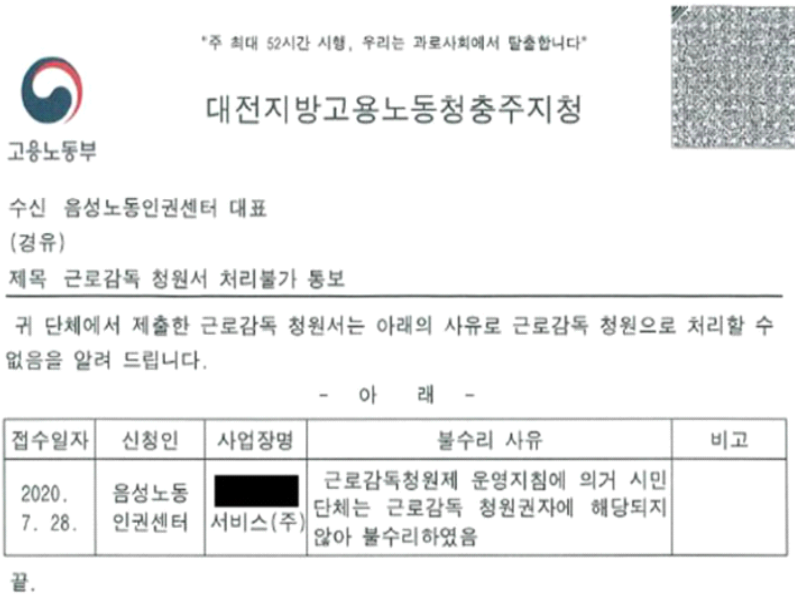 "주 최대 52시간 시행, 우리는 과로사회에서 탈출합니다"
고용노동부
대전지방고용노동청충주지청
수신 음성노동인권센터 대표
(경유)
제목 근로감독 청원서 처리불가 통보
귀 단체에서 제출한 근로감독 청원서는 아래의 사유로 근로감독 청원으로 처리할 수
없음을 알려 드립니다.
- 아 래 -
접수일자 신청인 사업장명 불수리 사유 비고
2020.
7. 28.
음성노동
인권센터
서비스(주)
근로감독청원제 운영지침에 의거 시민
단체는 근로감독 청원권자에 해당되지
않아 불수리하였음
끝.